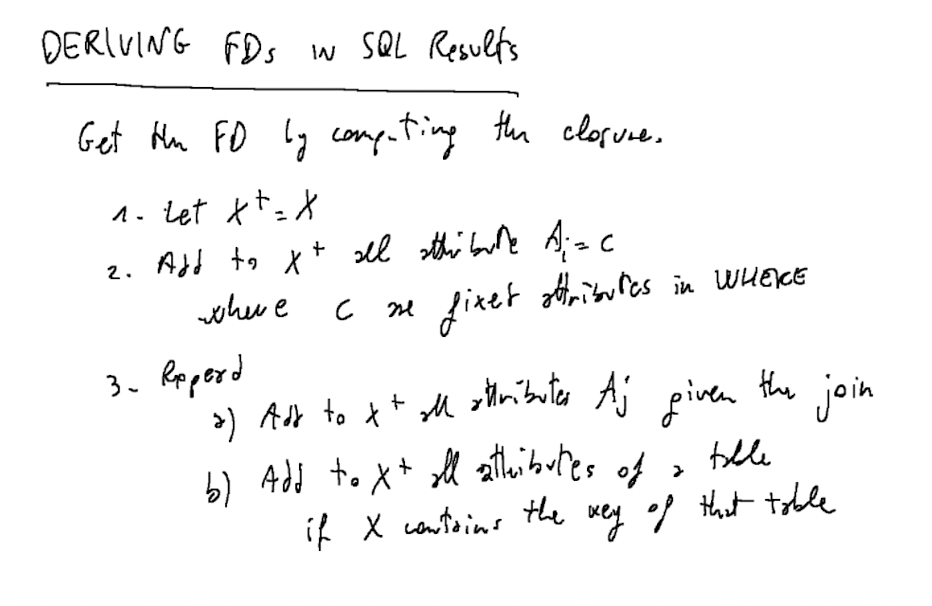 DERIVING FDs in SQL Results
Get the FD by computing the closure.
1. Let X+ = X
2. Add to X+ all attribute Ai = c
where c are fixed attributes in WHERE
3. Repeat
a) Add to X+ all attributes Aj given the join
b) Add to X+ all attributes of a table
if X contains the key of that table